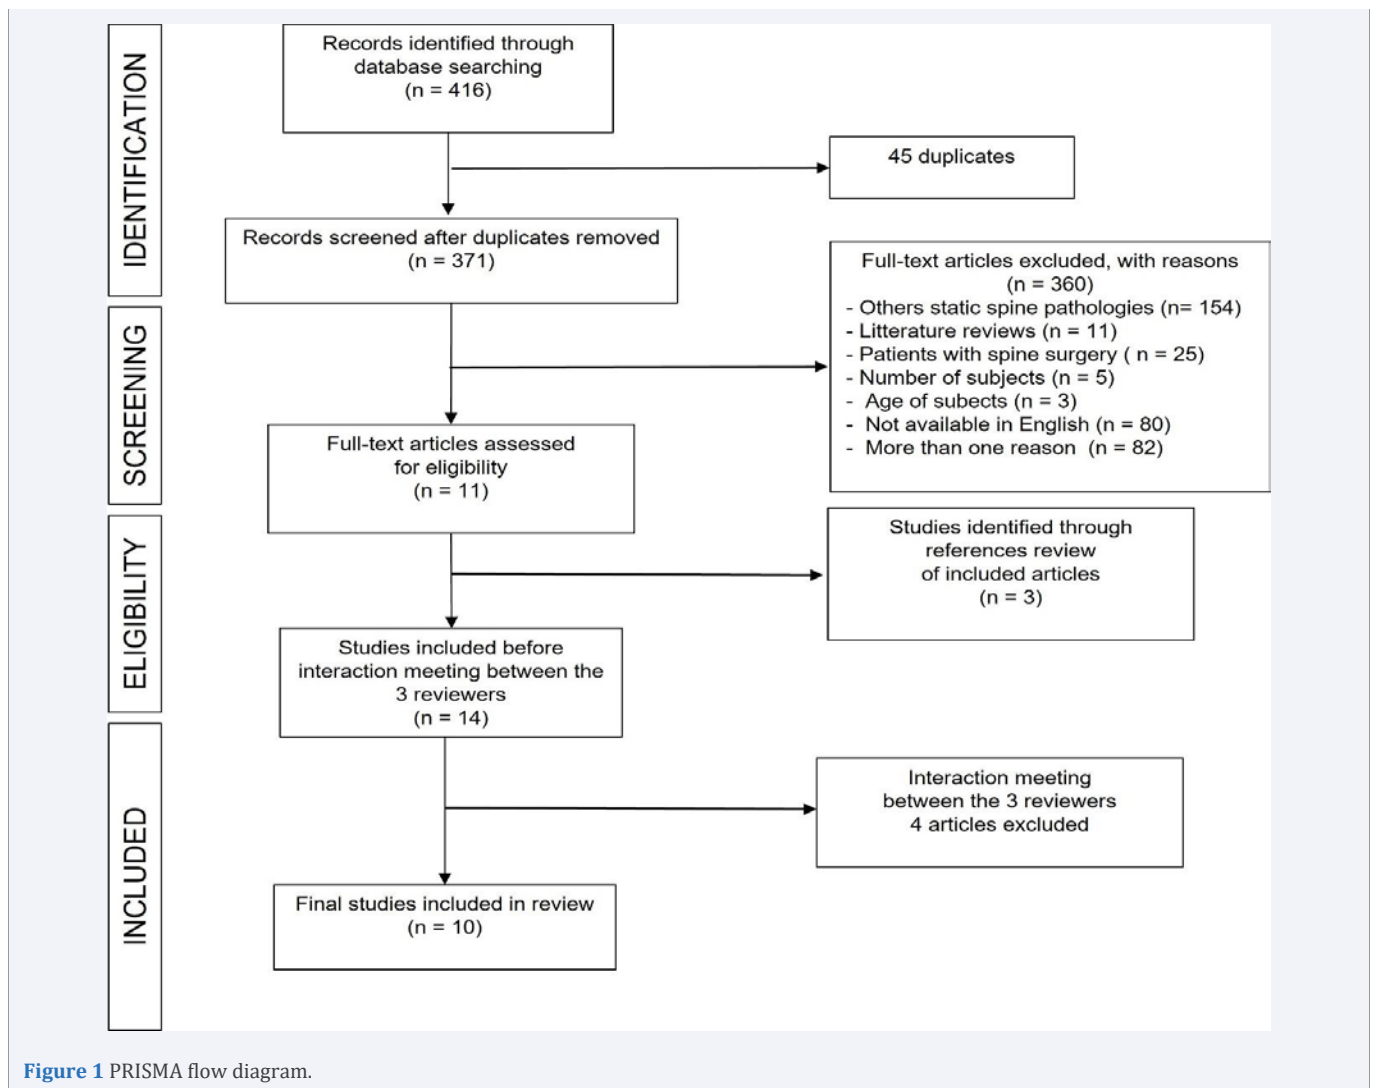 IDENTIFICATION
Records identified through
database searching
(n = 416)
45 duplicates
Records screened after duplicates removed
(n = 371)
Full-text articles excluded, with reasons
(n = 360)
- Others static spine pathologies (n= 154)
- Litterature reviews (n = 11)
- Patients with spine surgery ( n = 25)
- Number of subjects (n = 5)
- Age of subects (n = 3)
- Not available in English (n = 80)
- More than one reason (n = 82)
SCREENING
Full-text articles assessed
for eligibility
(n = 11)
ELIGIBILITY
Studies identified through
references review
of included articles
(n = 3)
Studies included before
interaction meeting between the
3 reviewers
(n = 14)
INCLUDED
Interaction meeting
between the 3 reviewers
4 articles excluded
Final studies included in review
(n = 10)
Figure 1 PRISMA flow diagram.